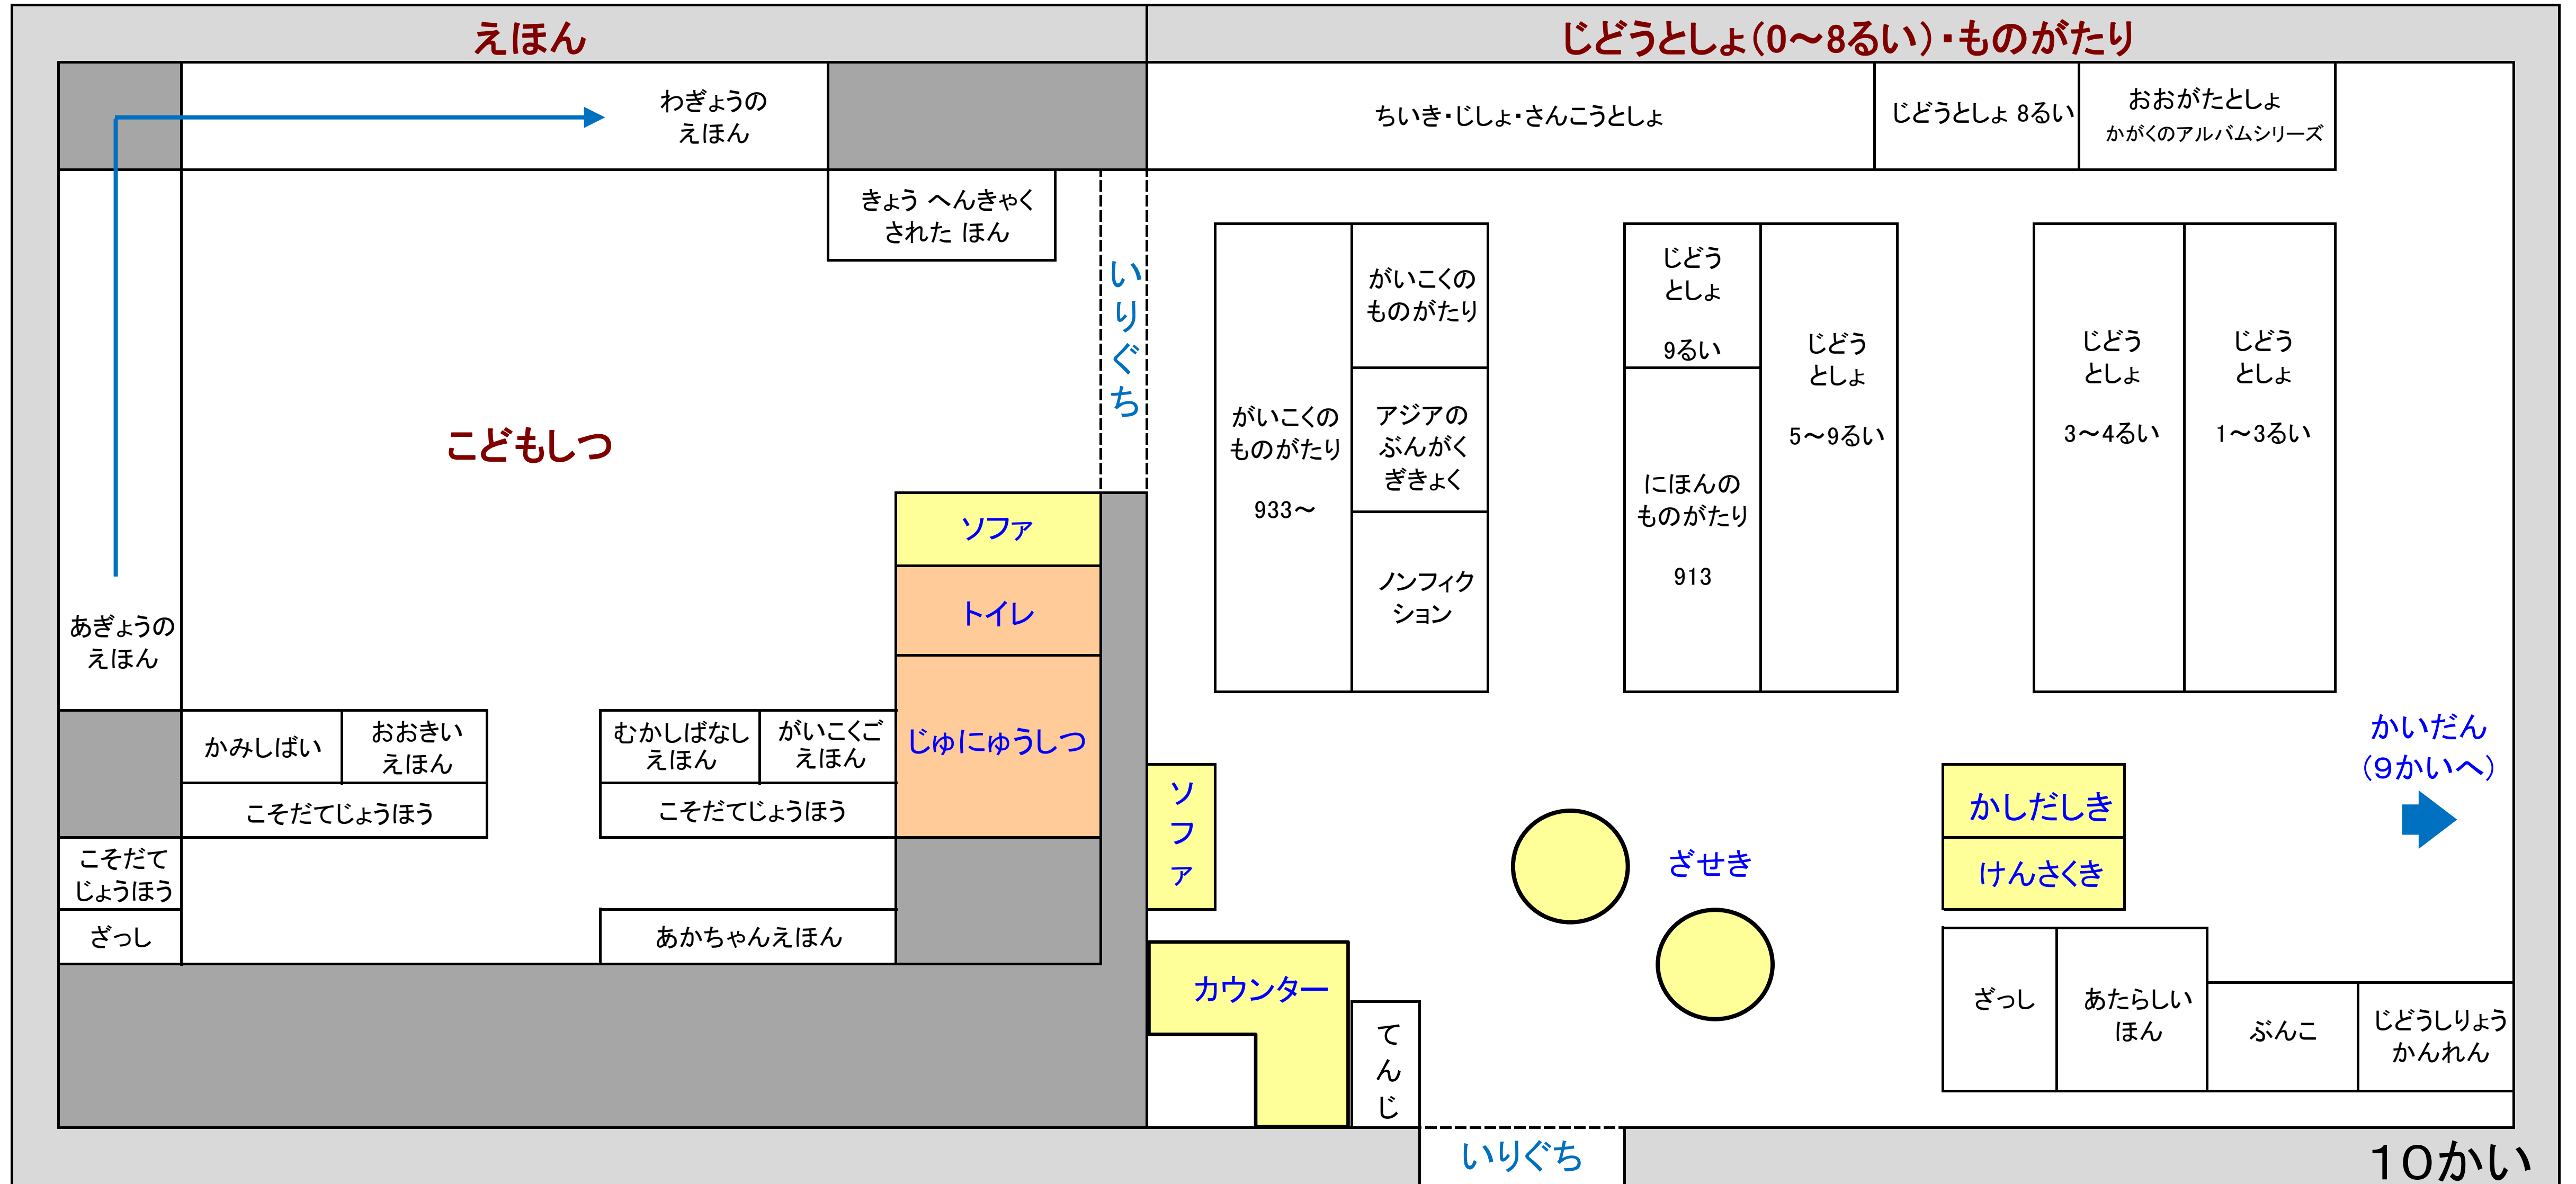 えほん
じどうとしょ(0～8るい)・ものがたり
わぎょうの
えほん
ちいき・じしょ・さんこうとしょ
じどうとしょ 8るい
おおがたとしょ
かがくのアルバムシリーズ
きょう へんきゃく
された ほん
いりぐち
こどもしつ
あぎょうの
えほん
ソファ
トイレ
じゅにゅうしつ
かみしばい
おおきい
えほん
こそだてじょうほう
むかしばなし
えほん
がいこくご
えほん
こそだてじょうほう
こそだて
じょうほう
ざっし
あかちゃんえほん
がいこくの
ものがたり
933～
がいこくの
ものがたり
アジアの
ぶんがく
ぎきょく
ノンフィク
ション
じどう
としょ
9るい
にほんの
ものがたり
913
じどう
としょ
5～9るい
じどう
としょ
3～4るい
じどう
としょ
1～3るい
ソファ
カウンター
てんじ
ざせき
かしだしき
けんさくき
かいだん
(9かいへ)
ざっし
あたらしい
ほん
ぶんこ
じどうしりょう
かんれん
いりぐち
10かい